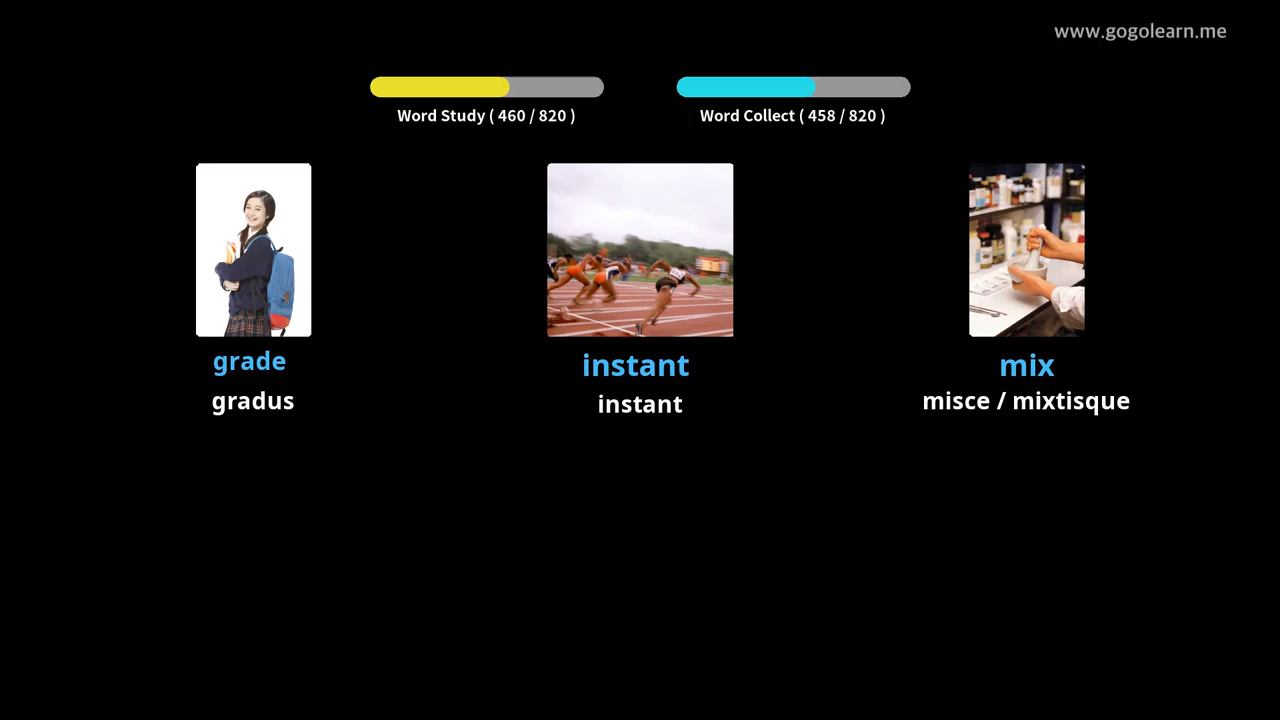 www.gogolearn.me
Word Study ( 460 / 820 )
Word Collect ( 458 / 820 )
grade
gradus
instant
instant
mix
misce / mixtisque